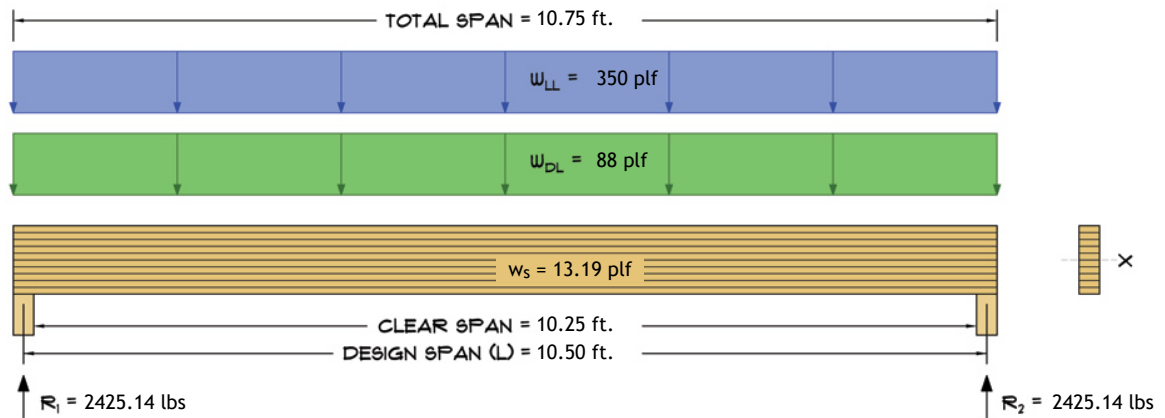 TOTAL SPAN = 10.75 ft.
WLL = 350 plf
WDL = 88 plf
ws = 13.19 plf
X
CLEAR SPAN = 10.25 ft.
DESIGN SPAN (L) = 10.50 ft.
R1 = 2425.14 lbs
R2 = 2425.14 lbs